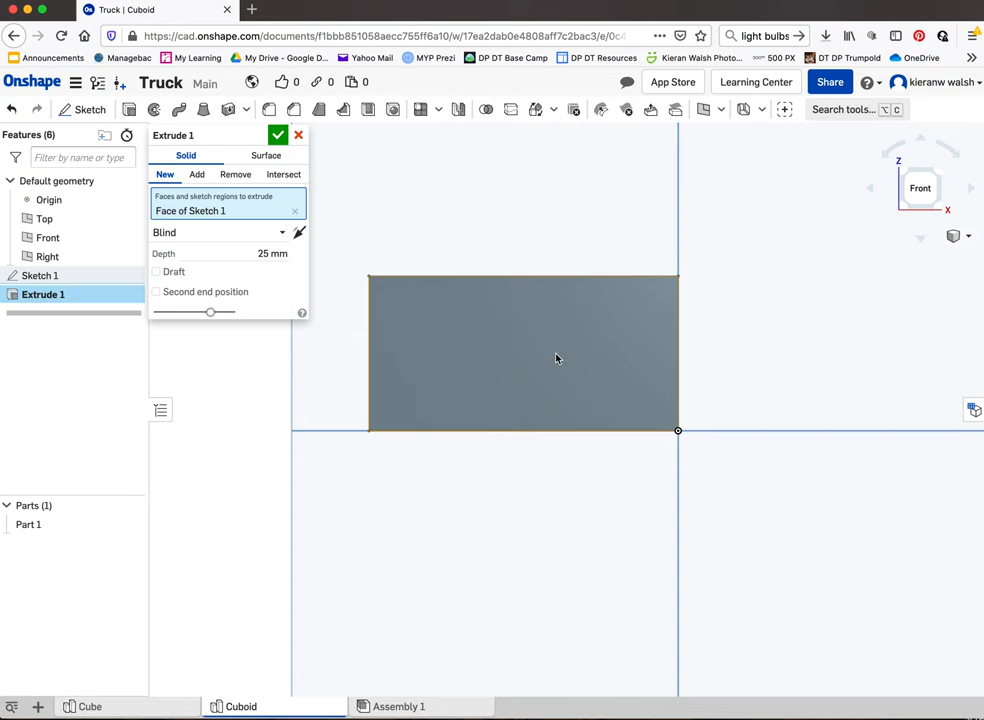 Truck | Cuboid
https://cad.onshape.com/documents/f1bbb851058aecc755ff6a10/w/17ea2dab0e4808aff7c2bac3/e/0c4
light bulbs
Announcements Managebac My Learning My Drive - Google D... MYP Prezi DP DT Base Camp DP DT Resources Kieran Walsh Photo... 500 PX DT DP Trumpold OneDrive
Onshape Truck Main 0 0 0 App Store Learning Center Share kieranw walsh
Sketch Search tools... C
Features (6)
Filter by name or type
Default geometry
Origin
Top
Front
Right
Sketch 1
Extrude 1
Extrude 1
Solid Surface
New Add Remove Intersect
Faces and sketch regions to extrude
Face of Sketch 1
Blind
Depth 25 mm
Draft
Second end position
Z
Front
X
Parts (1)
Part 1
Cube Cuboid Assembly 1